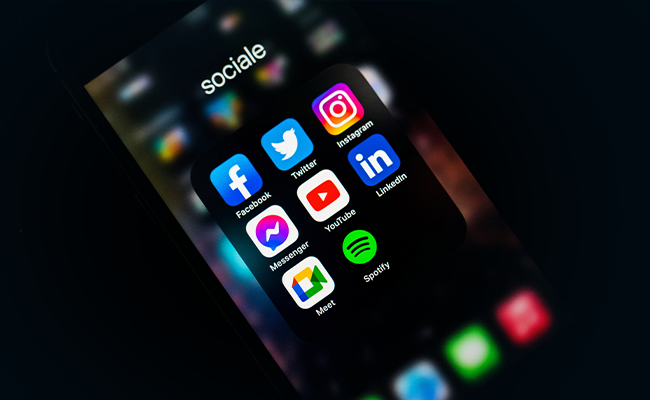 sociale
Facebook
Twitter
Instagram
Messenger
YouTube
LinkedIn
Meet
Spotify